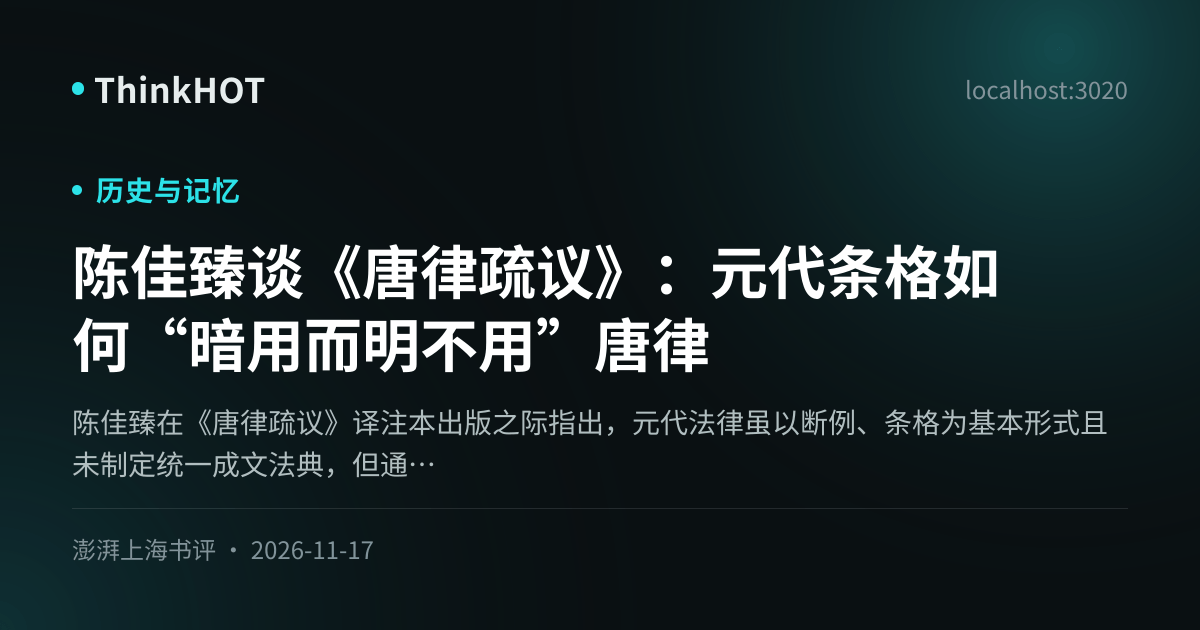 ThinkHOT
localhost:3020
历史与记忆
陈佳臻谈《唐律疏议》：元代条格如
何“暗用而明不用”唐律
陈佳臻在《唐律疏议》译注本出版之际指出，元代法律虽以断例、条格为基本形式且
未制定统一成文法典，但通…
澎湃上海书评 • 2026-11-17